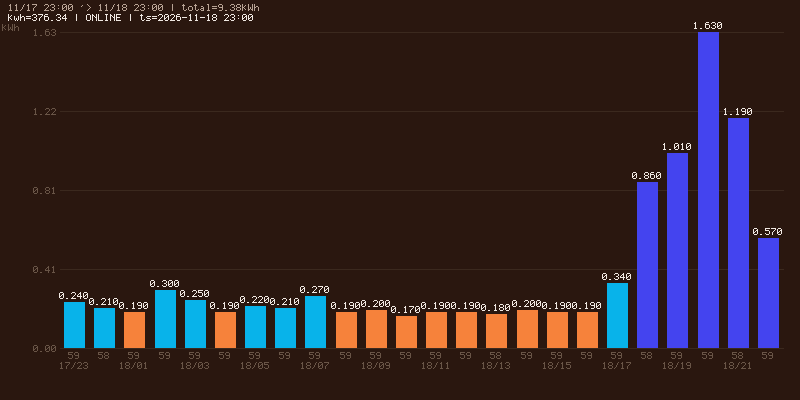 11/17 23:00 -> 11/18 23:00 | total=9.38kWh
Kwh=376.34 | ONLINE | ts=2026-11-18 23:00
kWh
1.63
1.22
0.81
0.41
0.00
0.240 0.210 0.190 0.300 0.250 0.190 0.220 0.210 0.270 0.190 0.200 0.170 0.190 0.190 0.180 0.200 0.190 0.190 0.340 0.860 1.010 1.630 1.190 0.570
59 58 59 59 59 59 59 59 59 59 59 59 59 59 59 59 59 59 59 58 59 59 58 59
17/23 18/01 18/03 18/05 18/07 18/09 18/11 18/13 18/15 18/17 18/19 18/21